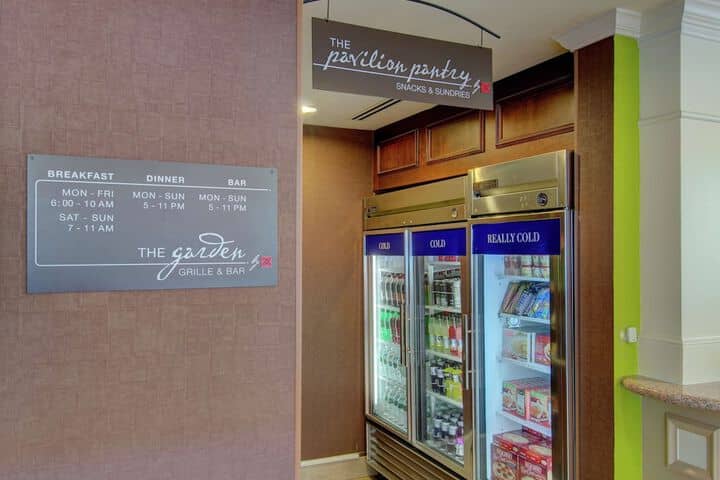 THE
pavilion pantry
SNACKS & SUNDRIES
BREAKFAST DINNER BAR
MON - FRI MON - SUN MON - SUN
6:00 - 10 AM 5 - 11 PM 5 - 11 PM
SAT - SUN
7 - 11 AM
THE garden
GRILLE & BAR
COLD COLD REALLY COLD